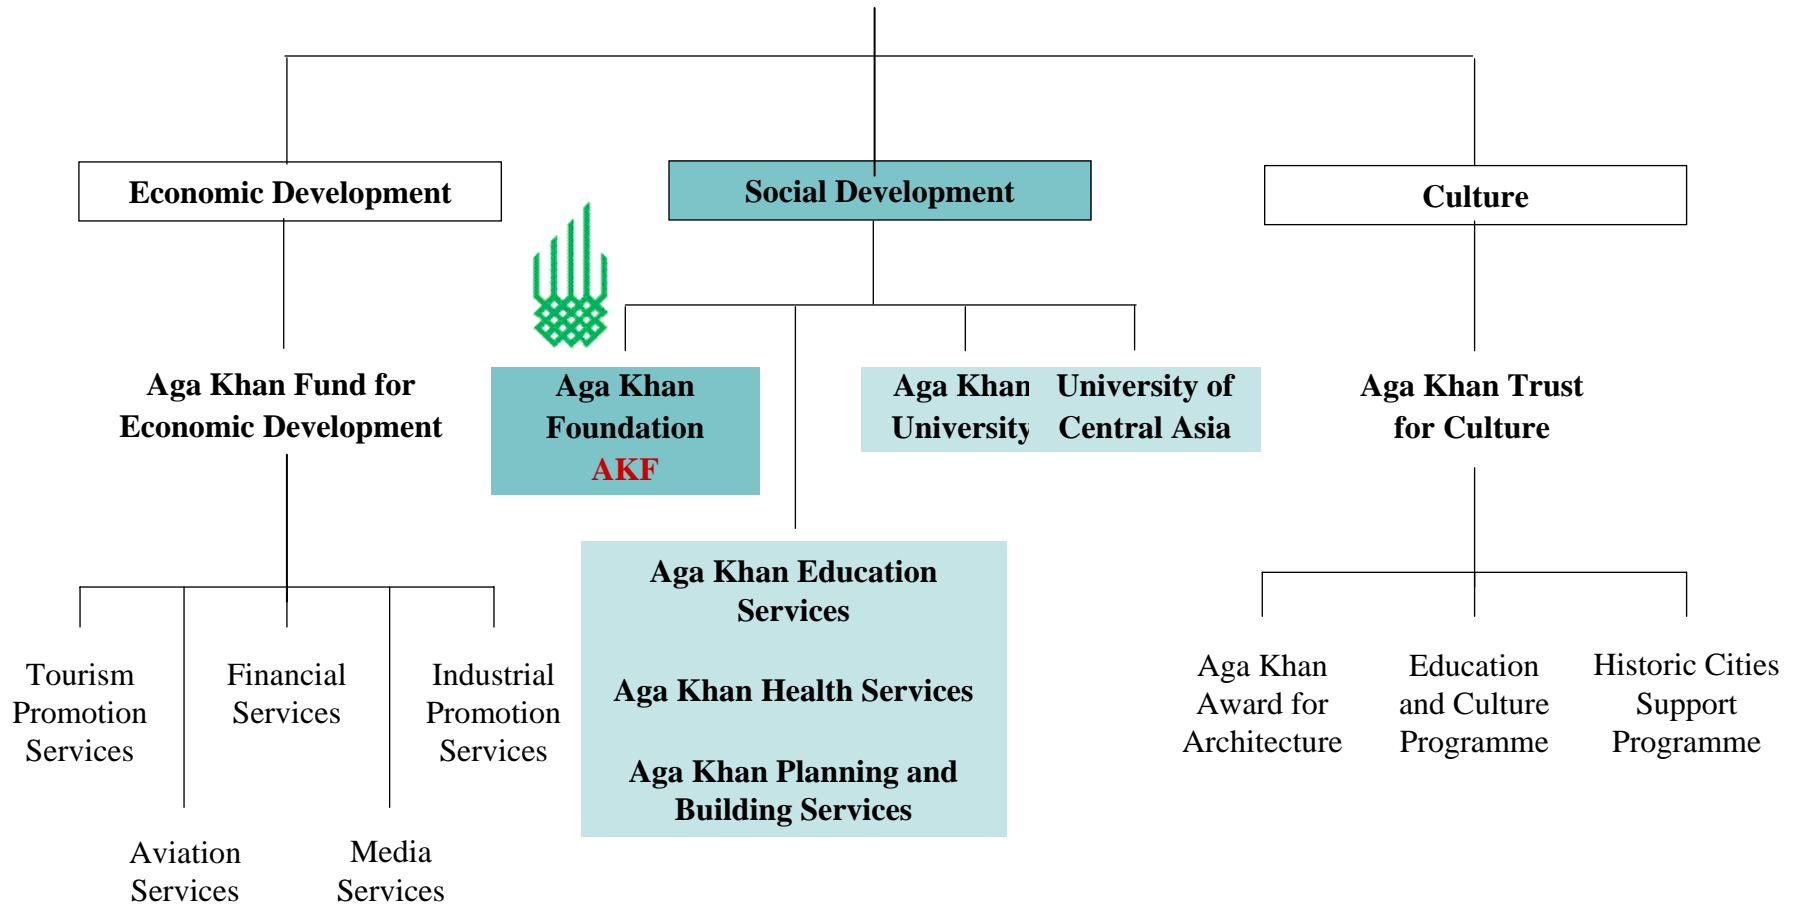 Economic Development
Social Development
Culture
Aga Khan Fund for
Economic Development
Aga Khan
Foundation
AKF
Aga Khan
University
University of
Central Asia
Aga Khan Trust
for Culture
Aga Khan Education
Services
Aga Khan Health Services
Aga Khan Planning and
Building Services
Tourism
Promotion
Services
Financial
Services
Industrial
Promotion
Services
Aviation
Services
Media
Services
Aga Khan
Award for
Architecture
Education
and Culture
Programme
Historic Cities
Support
Programme